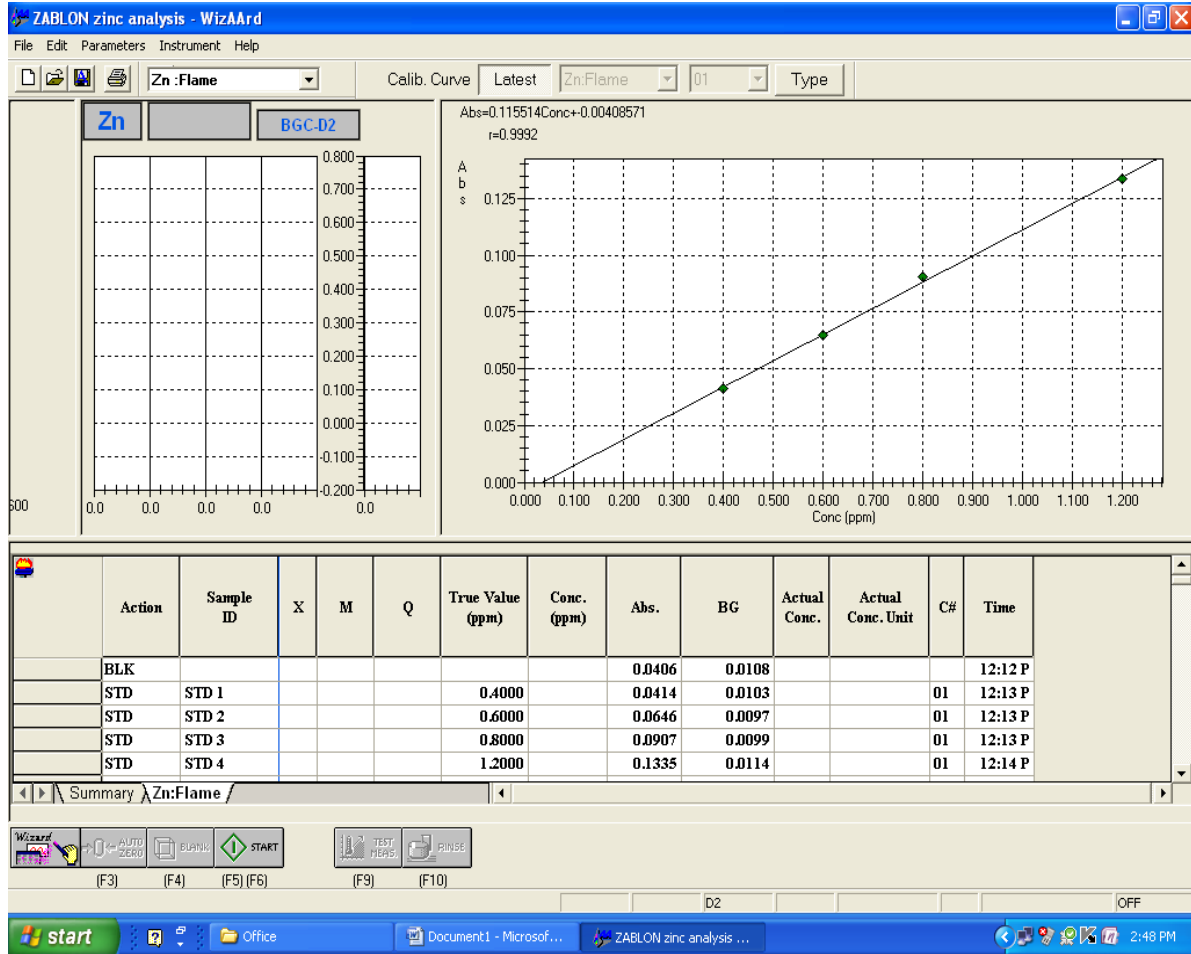 ZABLON zinc analysis - WizAArd
File Edit Parameters Instrument Help
Zn :Flame Calib. Curve Latest Zn:Flame 01 Type
Zn BGC-D2
0.800
0.700
0.600
0.500
0.400
0.300
0.200
0.100
0.000
-0.100
-0.200
600 0.0 0.0 0.0 0.0 0.0
Abs=0.115514Conc+-0.00408571
r=0.9992
Abs
0.125
0.100
0.075
0.050
0.025
0.000
0.000 0.100 0.200 0.300 0.400 0.500 0.600 0.700 0.800 0.900 1.000 1.100 1.200
Conc (ppm)
Action Sample ID X M Q True Value (ppm) Conc. (ppm) Abs. BG Actual Conc. Actual Conc. Unit C# Time
BLK 0.0406 0.0108 12:12 P
STD STD 1 0.4000 0.0414 0.0103 01 12:13 P
STD STD 2 0.6000 0.0646 0.0097 01 12:13 P
STD STD 3 0.8000 0.0907 0.0099 01 12:13 P
STD STD 4 1.2000 0.1335 0.0114 01 12:14 P
Summary Zn:Flame
Wizard AUTO ZERO BLANK START TEST MEAS. RINSE
(F3) (F4) (F5) (F6) (F9) (F10)
D2 OFF
start Office Document1 - Microsof... ZABLON zinc analysis ... 2:48 PM